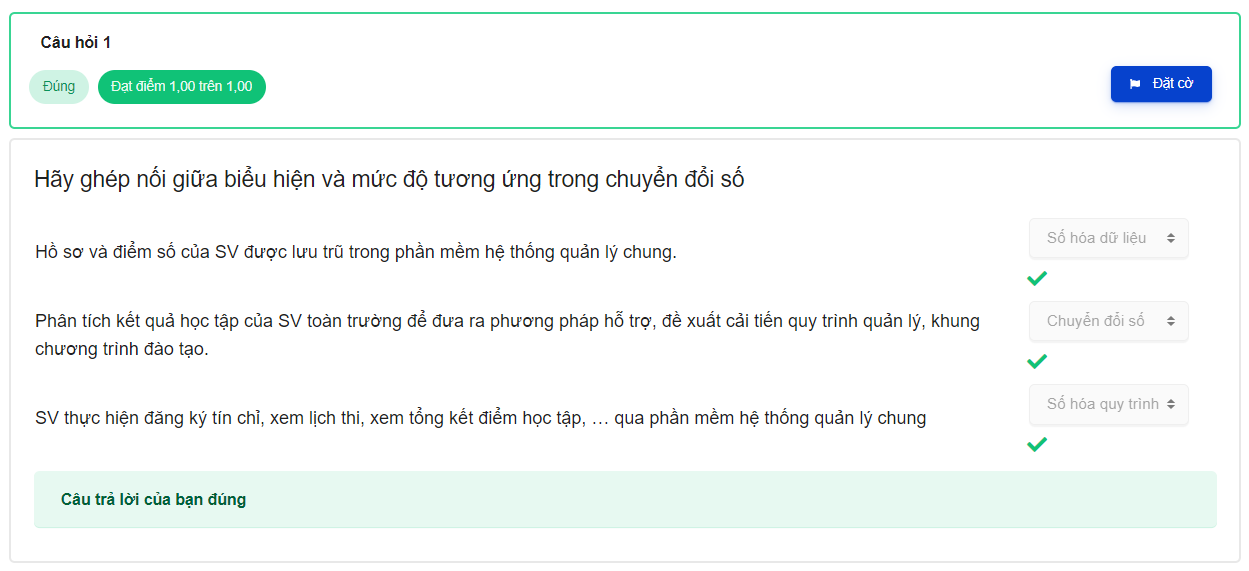 Câu hỏi 1
Đúng
Đạt điểm 1,00 trên 1,00
Đặt cờ
Hãy ghép nối giữa biểu hiện và mức độ tương ứng trong chuyển đổi số
Hồ sơ và điểm số của SV được lưu trũ trong phần mềm hệ thống quản lý chung.
Số hóa dữ liệu
Phân tích kết quả học tập của SV toàn trường để đưa ra phương pháp hỗ trợ, đề xuất cải tiến quy trình quản lý, khung
chương trình đào tạo.
Chuyển đổi số
SV thực hiện đăng ký tín chỉ, xem lịch thi, xem tổng kết điểm học tập, … qua phần mềm hệ thống quản lý chung
Số hóa quy trình
Câu trả lời của bạn đúng